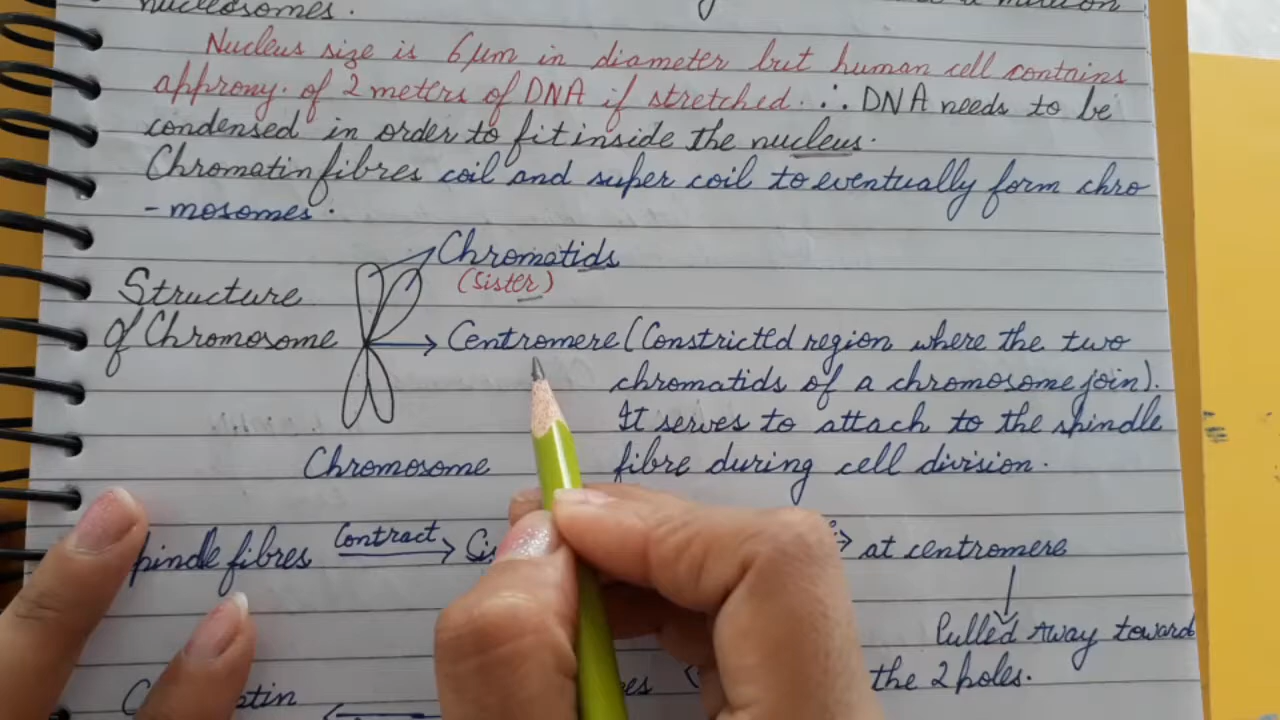 nucleosomes.
Nucleus size is 6 μm in diameter but human cell contains
approxy. of 2 meters of DNA if stretched. ∴ DNA needs to be
condensed in order to fit inside the nucleus.
Chromatin fibres coil and super coil to eventually form chro
- mosomes.
Chromatids
(Sister)
Structure
of Chromosome
Centromere (Constricted region where the two
chromatids of a chromosome join).
It serves to attach to the spindle
fibre during cell division.
Chromosome
pindle fibres Contract at centromere
Pulled Away toward
the 2 poles.